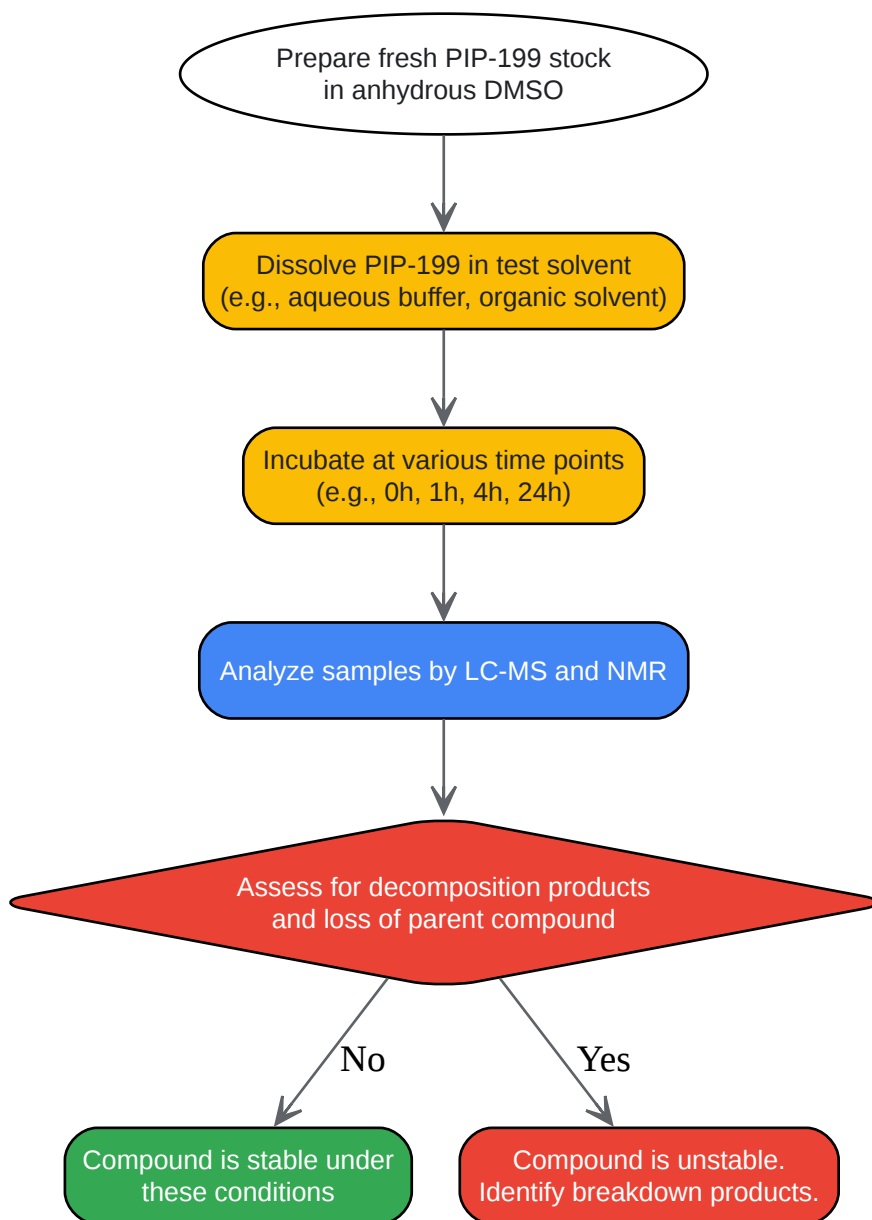 Prepare fresh PIP-199 stock
in anhydrous DMSO
Dissolve PIP-199 in test solvent
(e.g., aqueous buffer, organic solvent)
Incubate at various time points
(e.g., 0h, 1h, 4h, 24h)
Analyze samples by LC-MS and NMR
Assess for decomposition products
and loss of parent compound
No
Yes
Compound is stable under
these conditions
Compound is unstable.
Identify breakdown products.